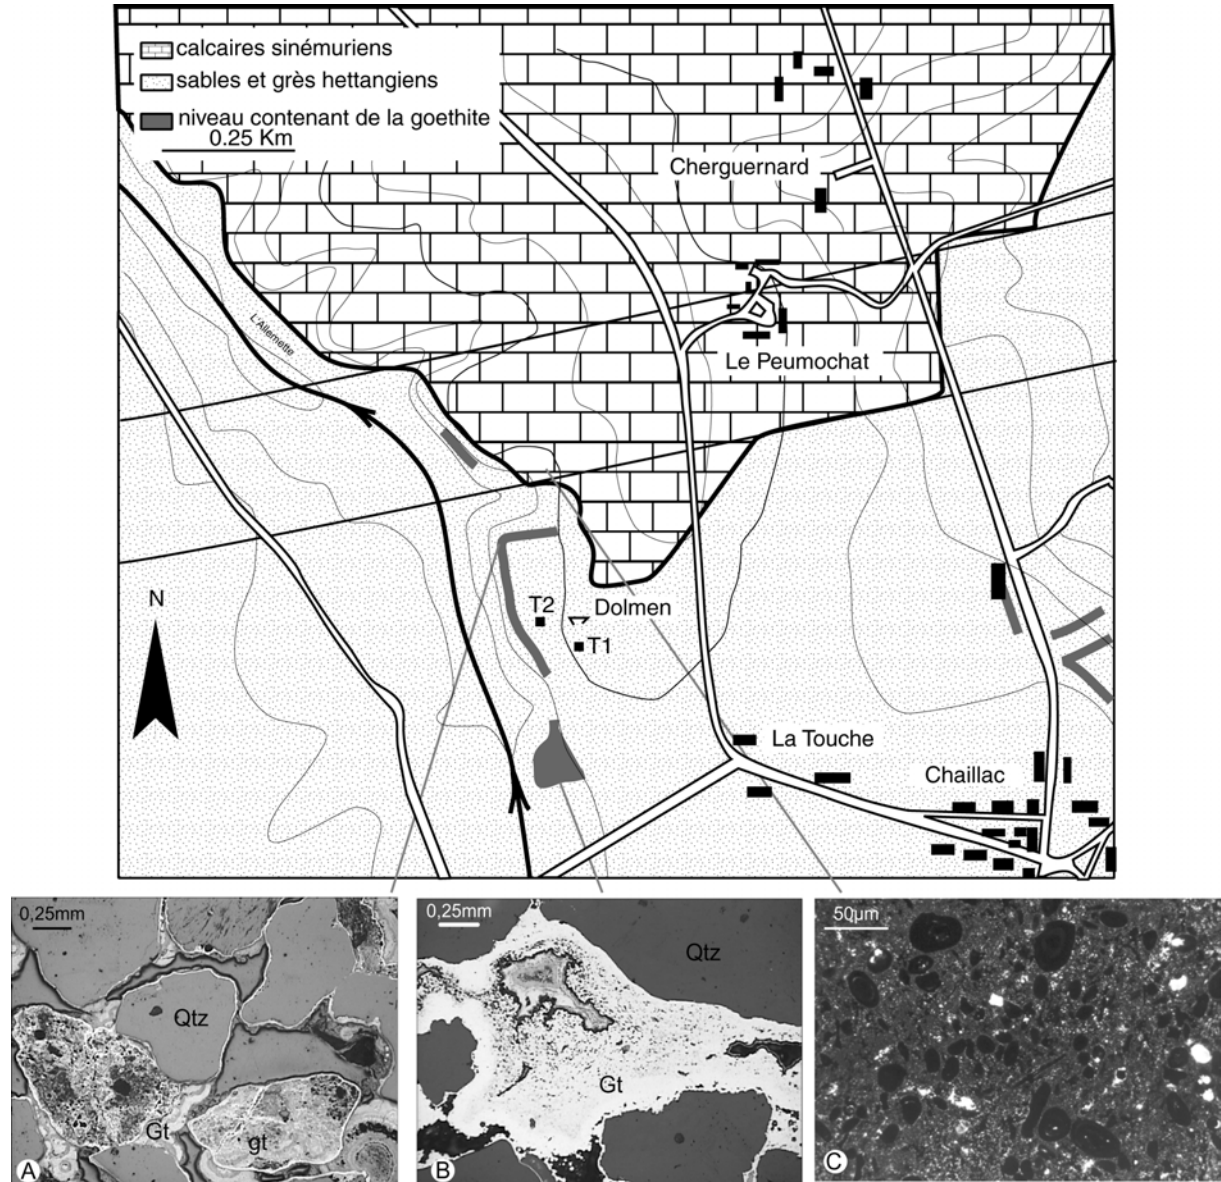 calcaires sinémuriens
sables et grès hettangiens
niveau contenant de la goethite
0.25 Km
Cherguernard
L'Allemette
Le Peumochat
N
T2
Dolmen
T1
La Touche
Chaillac
0,25mm
Qtz
Gt
gt
A
0,25mm
Qtz
Gt
B
50µm
C